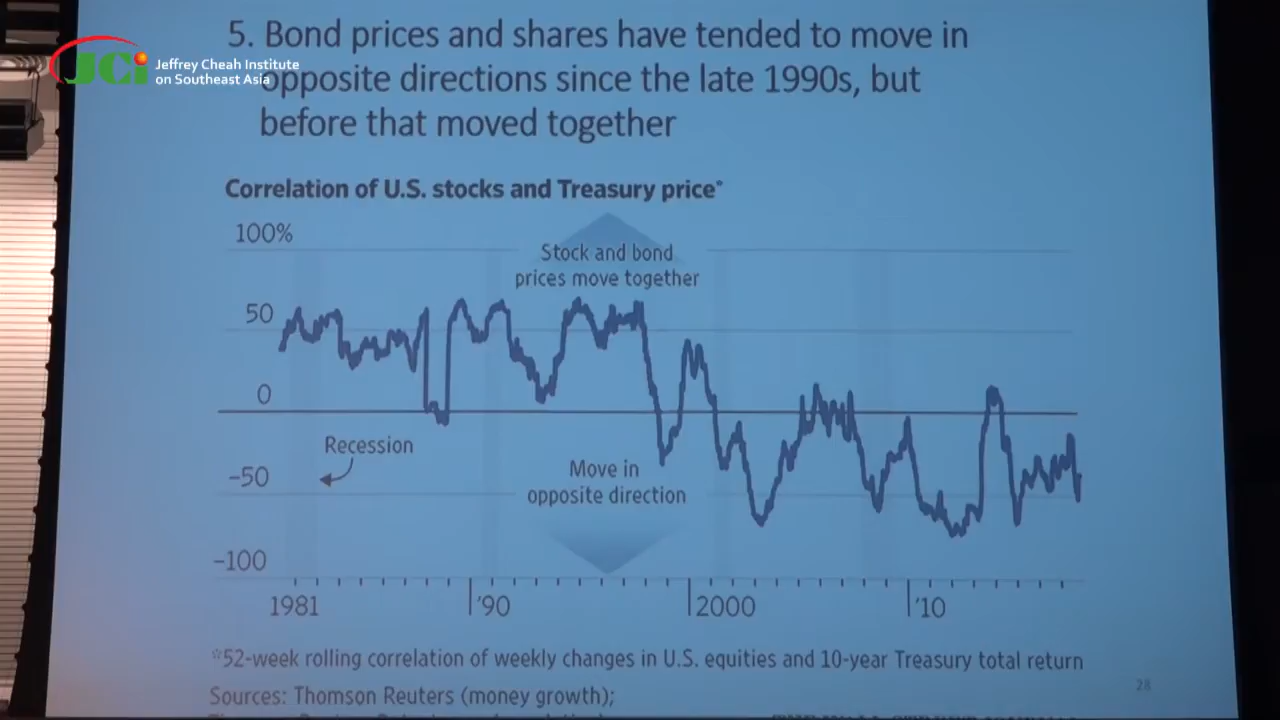 JCi
Jeffrey Cheah Institute
on Southeast Asia
5. Bond prices and shares have tended to move in
opposite directions since the late 1990s, but
before that moved together
Correlation of U.S. stocks and Treasury price*
100%
Stock and bond
prices move together
50
0
Recession
-50
Move in
opposite direction
-100
1981
'90
2000
'10
*52-week rolling correlation of weekly changes in U.S. equities and 10-year Treasury total return
28
Sources: Thomson Reuters (money growth);